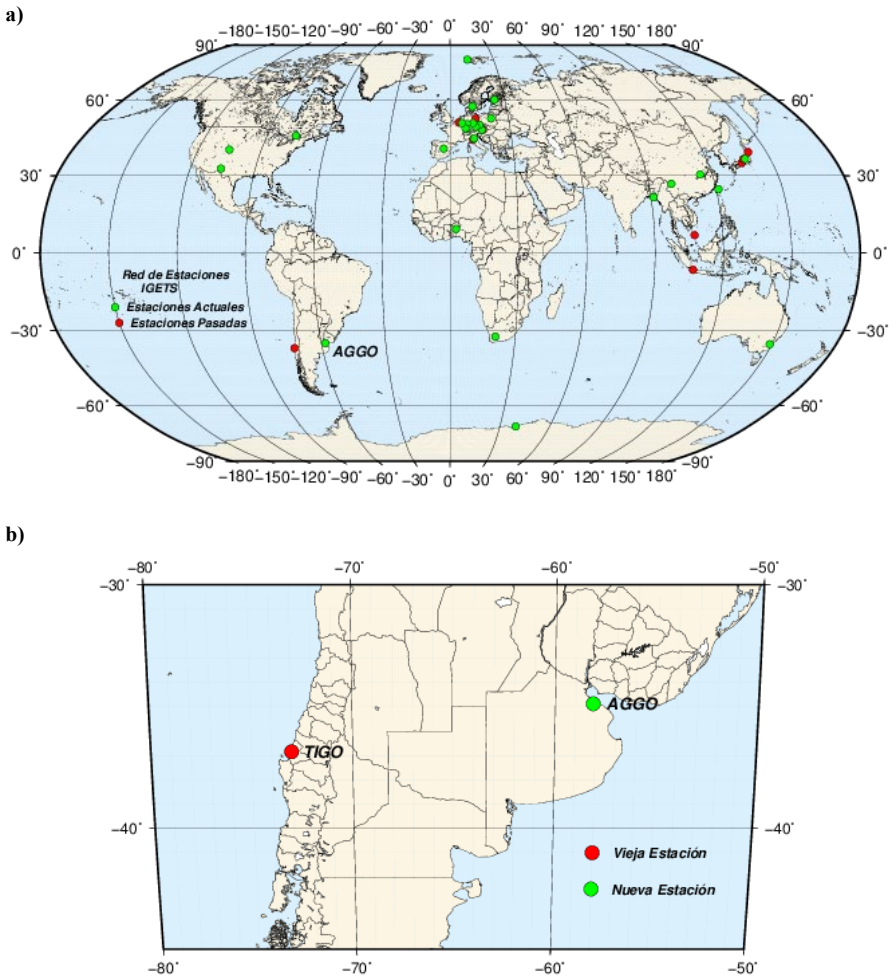 a)
−180˚ −150˚ −120˚ −90˚ −60˚ −30˚ 0˚ 30˚ 60˚ 90˚ 120˚ 150˚ 180˚
90˚ 90˚
60˚ 60˚
30˚ 30˚
0˚ 0˚
Red de Estaciones
IGETS
Estaciones Actuales
Estaciones Pasadas
−30˚ −30˚
AGGO
−60˚ −60˚
−90˚ −90˚
−180˚ −150˚ −120˚ −90˚ −60˚ −30˚ 0˚ 30˚ 60˚ 90˚ 120˚ 150˚ 180˚
b)
−80˚ −70˚ −60˚ −50˚
−30˚ −30˚
AGGO
TIGO
−40˚ −40˚
Vieja Estación
Nueva Estación
−80˚ −70˚ −60˚ −50˚